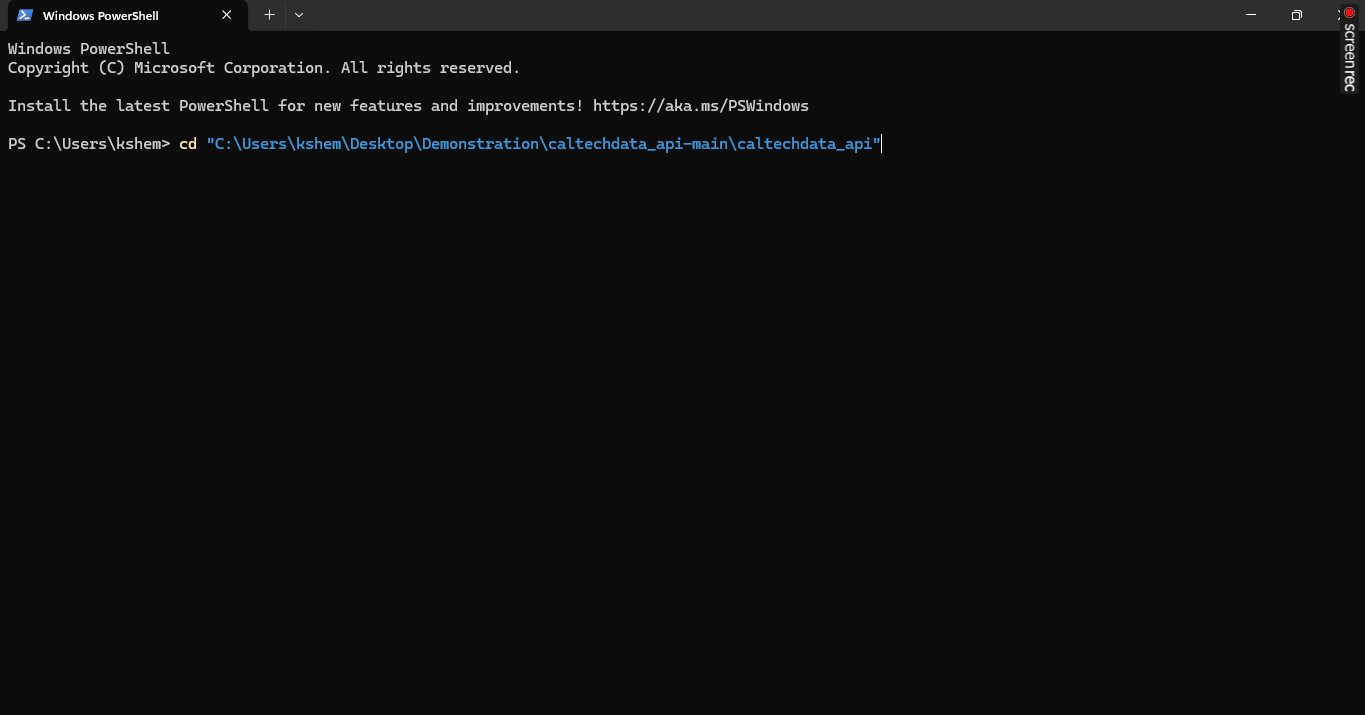 Windows PowerShell
screenrec
Windows PowerShell
Copyright (C) Microsoft Corporation. All rights reserved.
Install the latest PowerShell for new features and improvements! https://aka.ms/PSWindows
PS C:\Users\kshem> cd "C:\Users\kshem\Desktop\Demonstration\caltechdata_api-main\caltechdata_api"